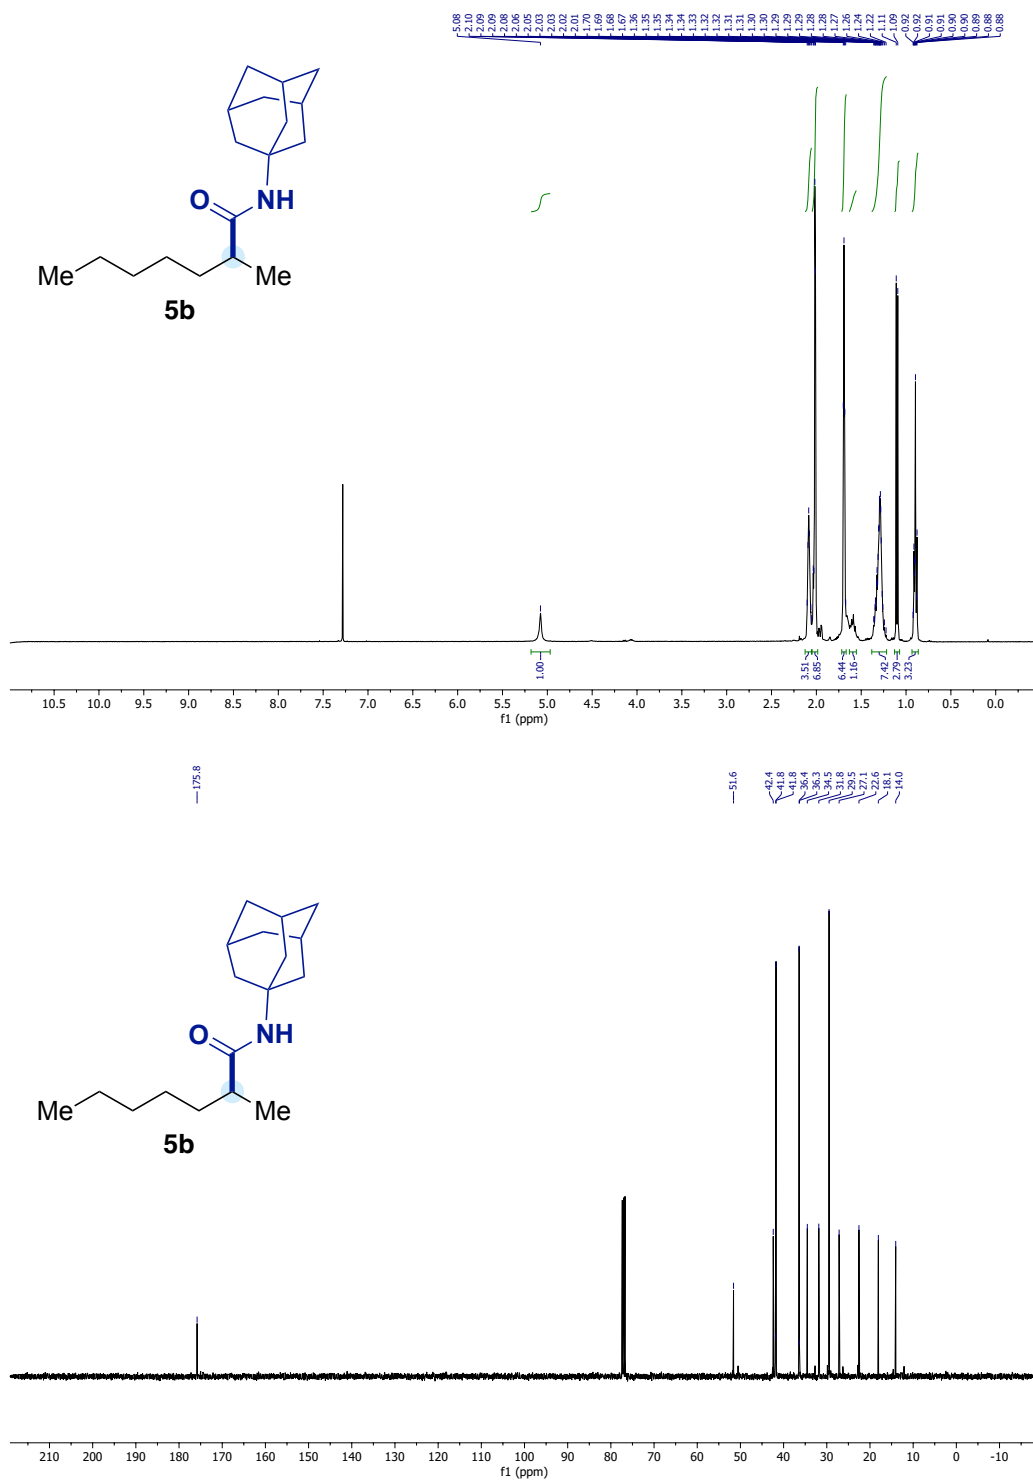 5.08 2.10 2.09 2.09 2.08 2.06 2.05 2.03 2.03 2.02 2.01 1.70 1.69 1.68 1.67 1.36 1.35 1.35 1.34 1.34 1.33 1.32 1.32 1.31 1.31 1.30 1.30 1.29 1.29 1.29 1.28 1.28 1.27 1.26 1.24 1.22 1.11 1.09 0.92 0.92 0.91 0.91 0.90 0.90 0.89 0.88 0.88
O NH
Me Me
5b
1.00 3.51 6.85 6.44 1.16 7.42 2.79 3.23
10.5 10.0 9.5 9.0 8.5 8.0 7.5 7.0 6.5 6.0 5.5 5.0 4.5 4.0 3.5 3.0 2.5 2.0 1.5 1.0 0.5 0.0
f1 (ppm)
175.8 51.6 42.4 41.8 41.8 36.4 36.3 34.5 31.8 29.5 27.1 22.6 18.1 14.0
O NH
Me Me
5b
210 200 190 180 170 160 150 140 130 120 110 100 90 80 70 60 50 40 30 20 10 0 -10
f1 (ppm)